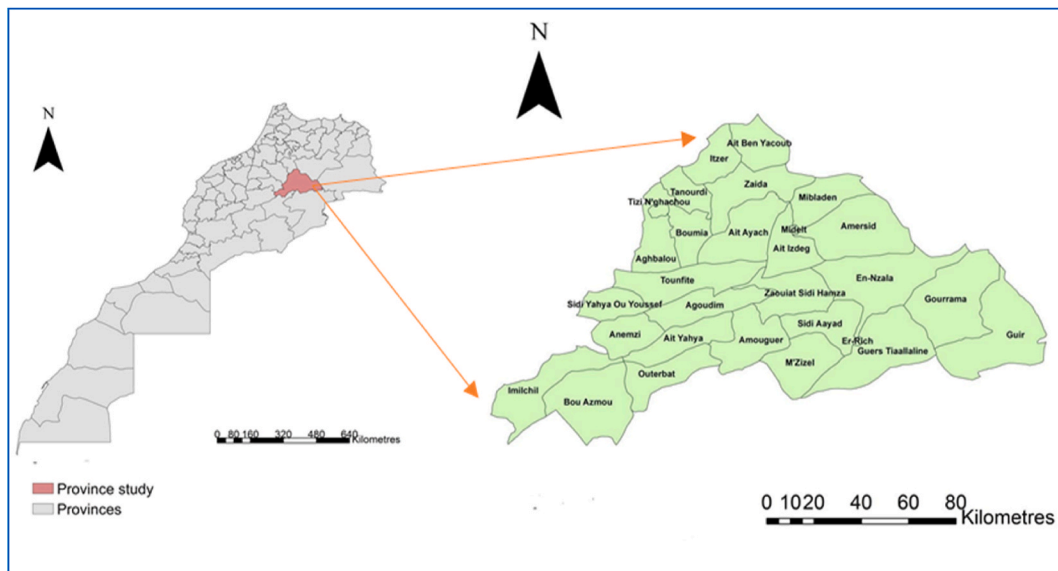 N
N
Ait Ben Yacoub
Itzer
Zaida
Tanourdi
Mibladen
Tizi N'ghachou
Amersid
Midelt
Boumia
Ait Ayach
Ait Izdeg
Aghbalou
Tounfite
En-Nzala
Zaouiat Sidi Hamza
Sidi Yahya Ou Youssef
Agoudim
Gourrama
Sidi Aayad
Anemzi
Ait Yahya
Amouguer
Er-Rich
Guir
Guers Tiaallaline
M'Zizel
Outerbat
Imilchil
Bou Azmou
0 80 160 320 480 640
Kilometres
Province study
Provinces
0 10 20 40 60 80
Kilometres